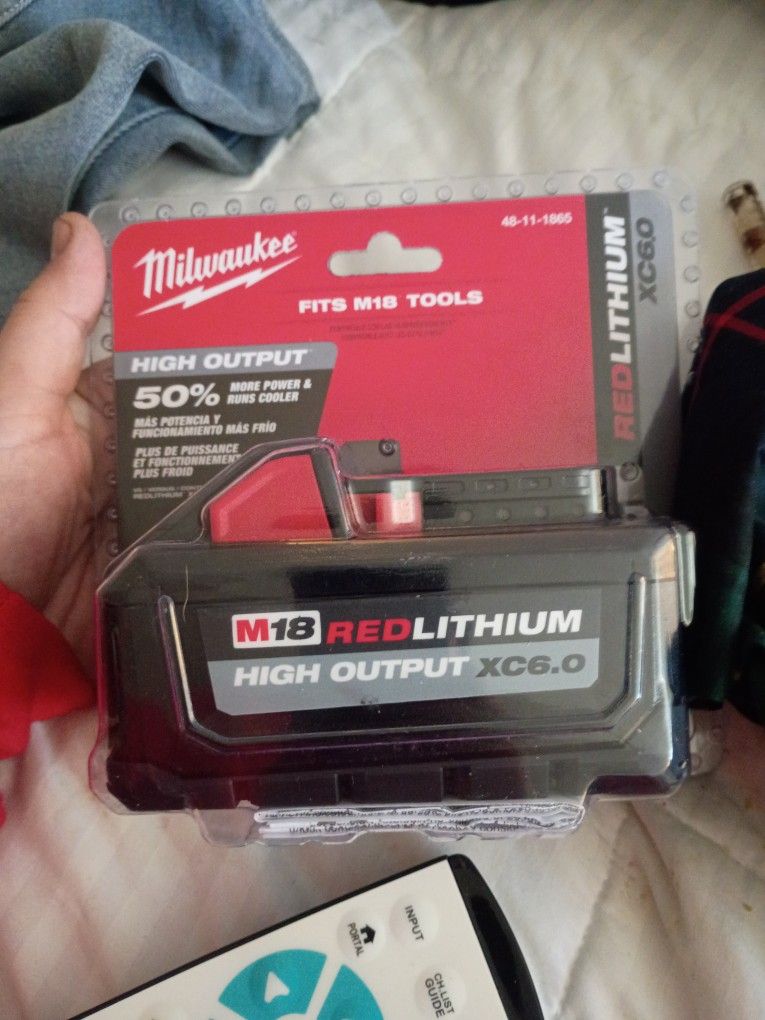 Milwaukee
48-11-1865
FITS M18 TOOLS
REDLITHIUM™
XC6.0
HIGH OUTPUT™
50% MORE POWER &
RUNS COOLER
MÁS POTENCIA Y
FUNCIONAMIENTO MÁS FRÍO
PLUS DE PUISSANCE
ET FONCTIONNEMENT
PLUS FROID
M18 REDLITHIUM
HIGH OUTPUT XC6.0
INPUT
PORTAL
CH.LIST
GUIDE